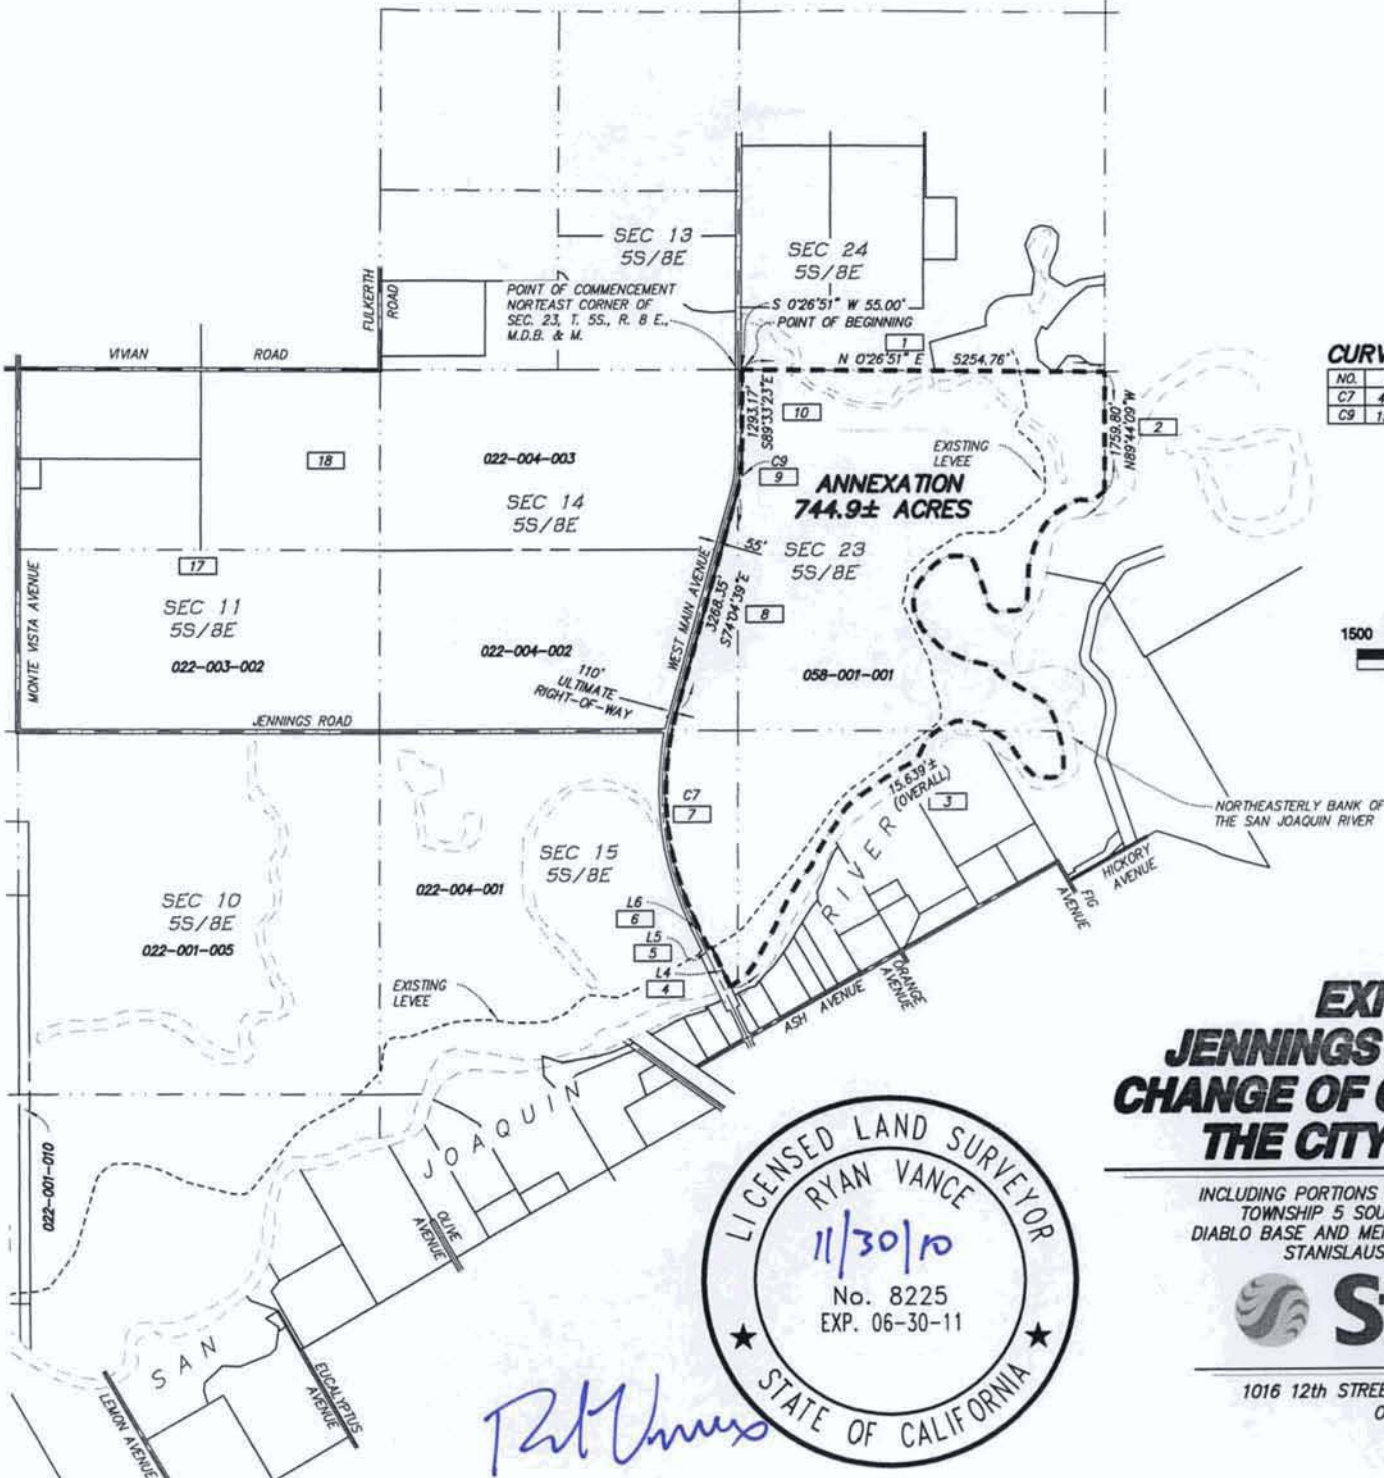 SEC 13
5S/8E
SEC 24
5S/8E
FULKERTH
ROAD
POINT OF COMMENCEMENT
NORTEAST CORNER OF
SEC. 23, T. 5S., R. 8 E.,
M.D.B. & M.
S 0°26'51" W 55.00'
POINT OF BEGINNING
1
N 0°26'51" E 5254.76'
VIVIAN ROAD
1293.17'
S89°33'23"E
10
1759.80'
N89°44'09"W
2
CURV
NO.
C7 4
C9 1
18
022-004-003
EXISTING
LEVEE
C9
9
ANNEXATION
744.9± ACRES
SEC 14
5S/8E
55'
SEC 23
5S/8E
MONTE VISTA AVENUE
17
SEC 11
5S/8E
022-003-002
WEST MAIN AVENUE
3268.35'
S74°04'39"E
8
022-004-002
058-001-001
1500
110'
ULTIMATE
RIGHT-OF-WAY
JENNINGS ROAD
15,639'±
(OVERALL)
3
C7
7
NORTHEASTERLY BANK OF
THE SAN JOAQUIN RIVER
SEC 15
5S/8E
022-004-001
RIVER
HICKORY
AVENUE
FIG
AVENUE
SEC 10
5S/8E
022-001-005
L6
6
L5
5
L4
4
ORANGE
AVENUE
ASH AVENUE
EXISTING
LEVEE
EXI
JENNINGS
CHANGE OF
THE CITY
JOAQUIN
022-001-010
OLIVE
AVENUE
INCLUDING PORTIONS
TOWNSHIP 5 SOU
DIABLO BASE AND MER
STANISLAUS
LICENSED LAND SURVEYOR
RYAN VANCE
11/30/10
No. 8225
EXP. 06-30-11
STATE OF CALIFORNIA
St
SAN
EUCALYPTUS
AVENUE
LEMON AVENUE
1016 12th STREE